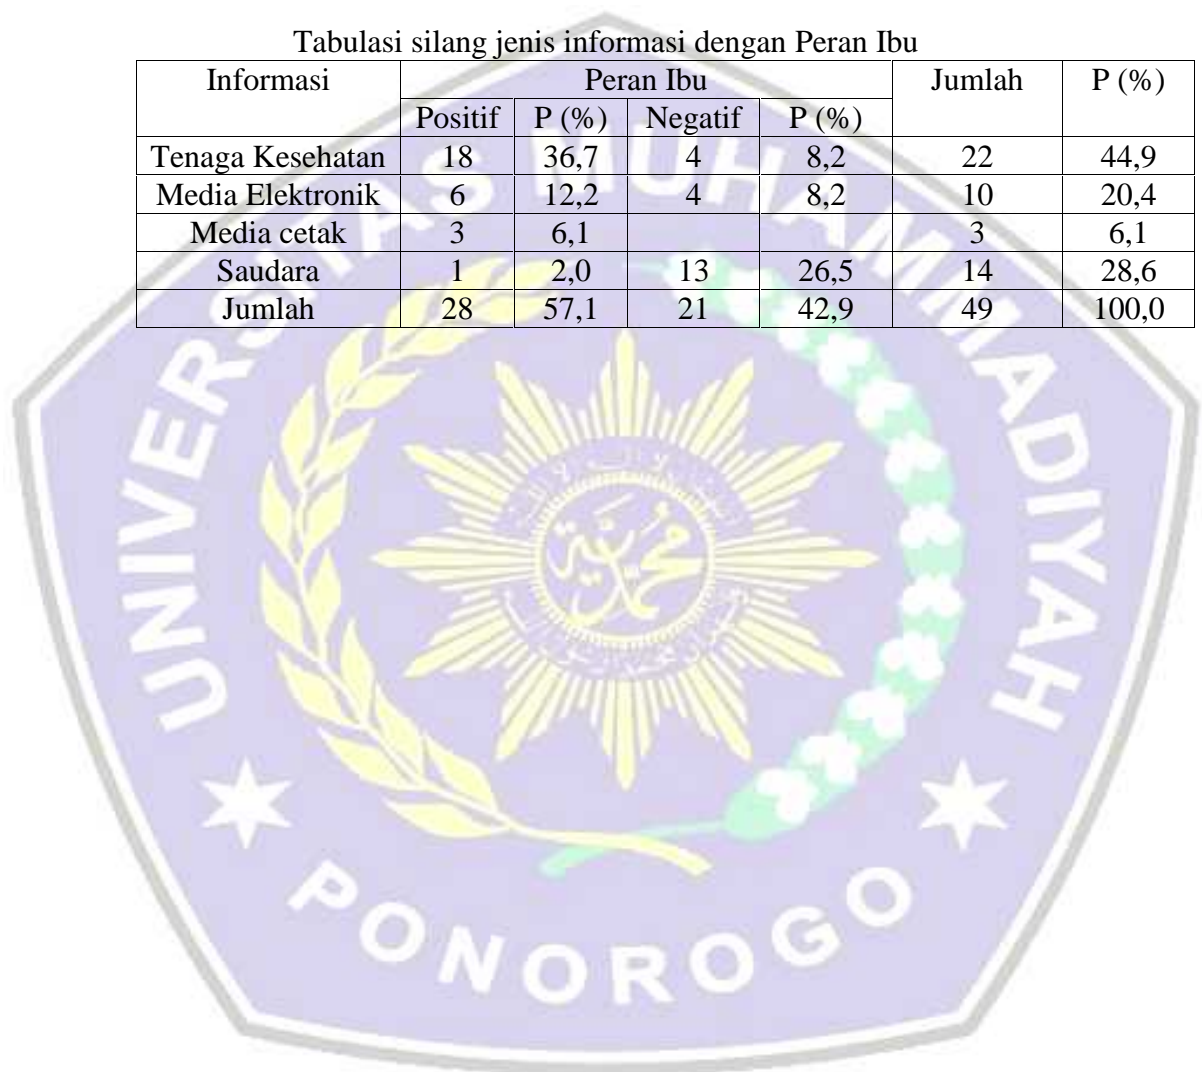 Tabulasi silang jenis informasi dengan Peran Ibu
Informasi Peran Ibu Jumlah P (%)
Positif P (%) Negatif P (%)
Tenaga Kesehatan 18 36,7 4 8,2 22 44,9
Media Elektronik 6 12,2 4 8,2 10 20,4
Media cetak 3 6,1 3 6,1
Saudara 1 2,0 13 26,5 14 28,6
Jumlah 28 57,1 21 42,9 49 100,0
UNIVERSITAS MUHAMMADIYAH
PONOROGO